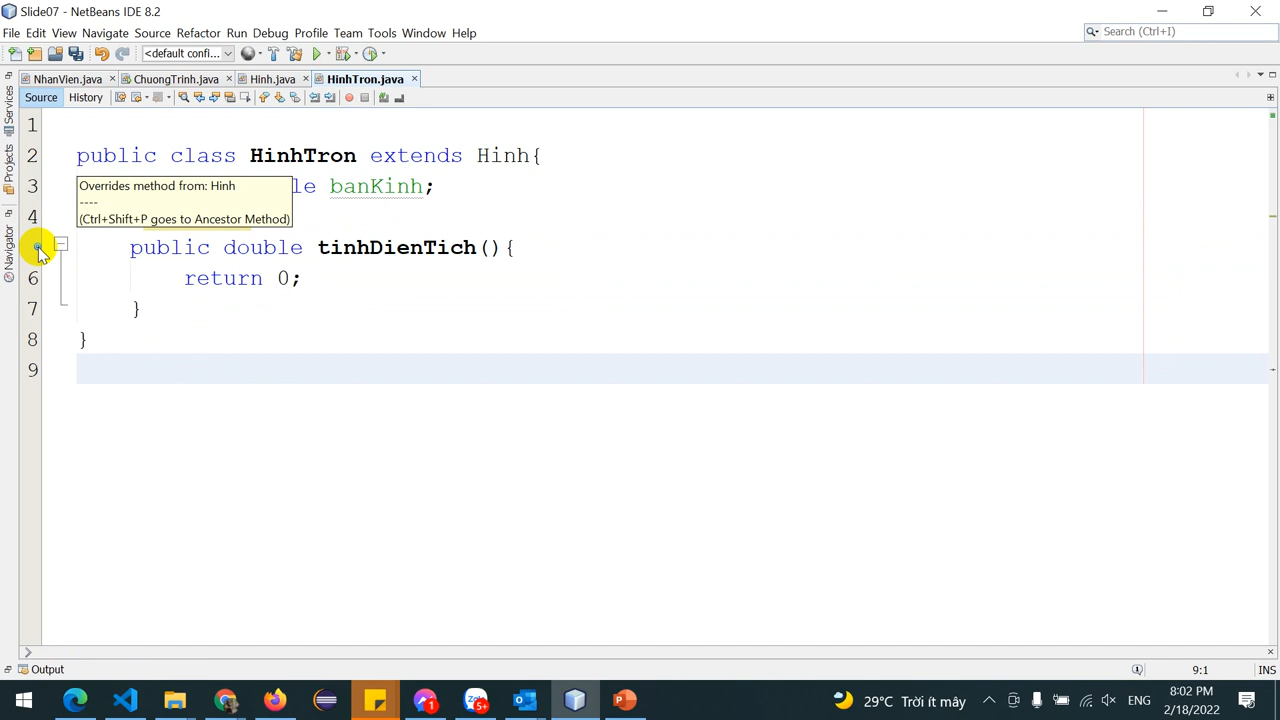 Slide07 - NetBeans IDE 8.2
File Edit View Navigate Source Refactor Run Debug Profile Team Tools Window Help
Search (Ctrl+I)
<default confi...
NhanVien.java ChuongTrinh.java Hinh.java HinhTron.java
Source History
Services
Projects
Navigator
1
2 public class HinhTron extends Hinh{
3 le banKinh;
Overrides method from: Hinh
----
(Ctrl+Shift+P goes to Ancestor Method)
4
public double tinhDienTich(){
6 return 0;
7 }
8 }
9
Output
9:1 INS
1
5+
29°C Trời ít mây
ENG
8:02 PM
2/18/2022